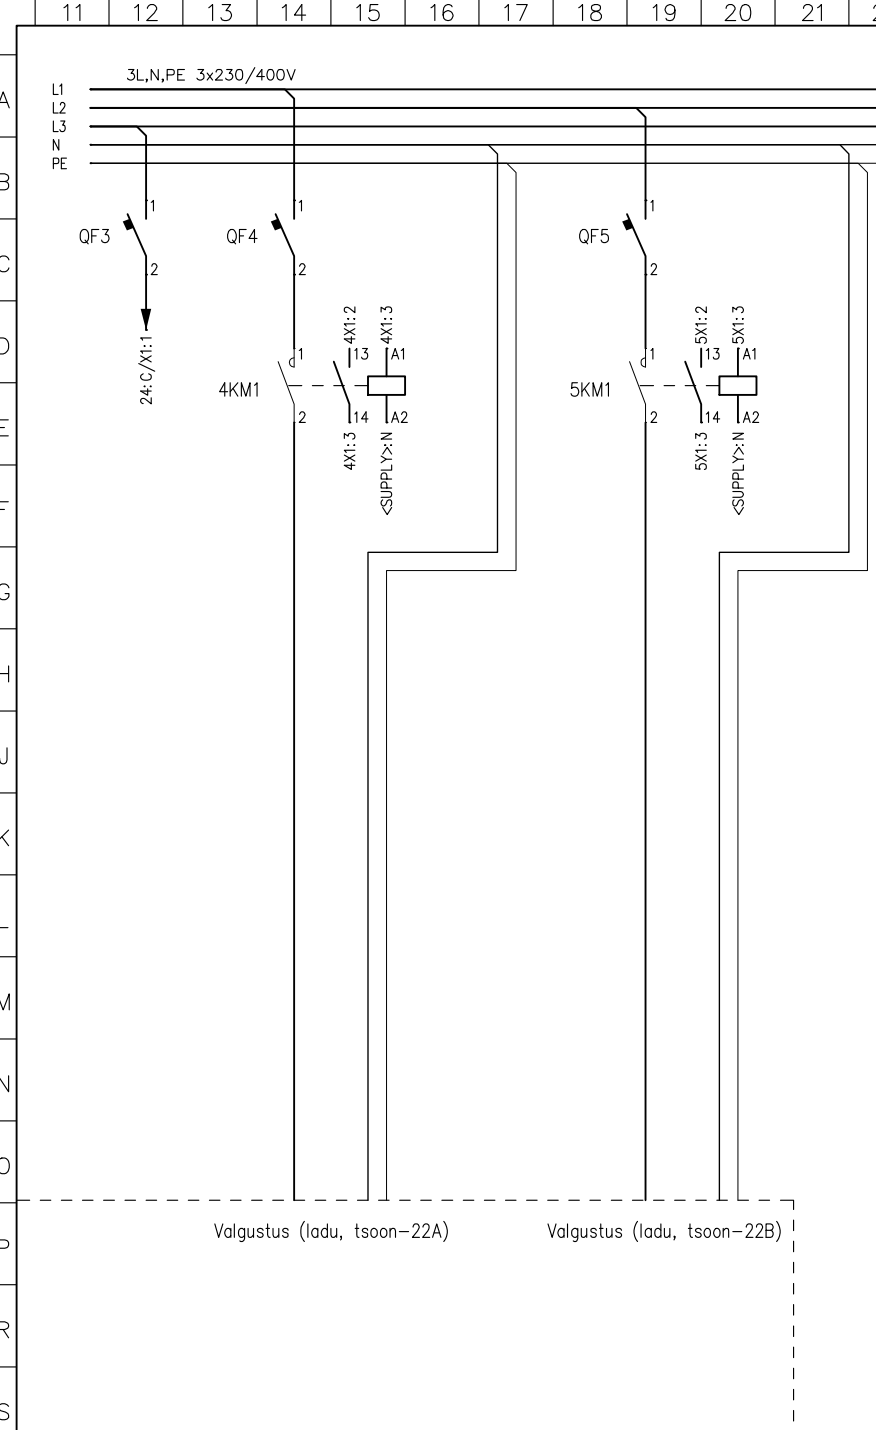 11 12 13 14 15 16 17 18 19 20 21
3L,N,PE 3x230/400V
A
L1
L2
L3
N
PE
B
1 1 1
QF3 QF4 QF5
C
2 2 2
D
24:C/X1:1
4X1:2 4X1:3 5X1:2 5X1:3
1 13 A1 1 13 A1
4KM1 5KM1
2 14 A2 2 14 A2
E
4X1:3 SUPPLY>:N 5X1:3 SUPPLY>:N
F
G
H
J
K
L
M
N
O
Valgustus (ladu, tsoon-22A) Valgustus (ladu, tsoon-22B)
P
R
S